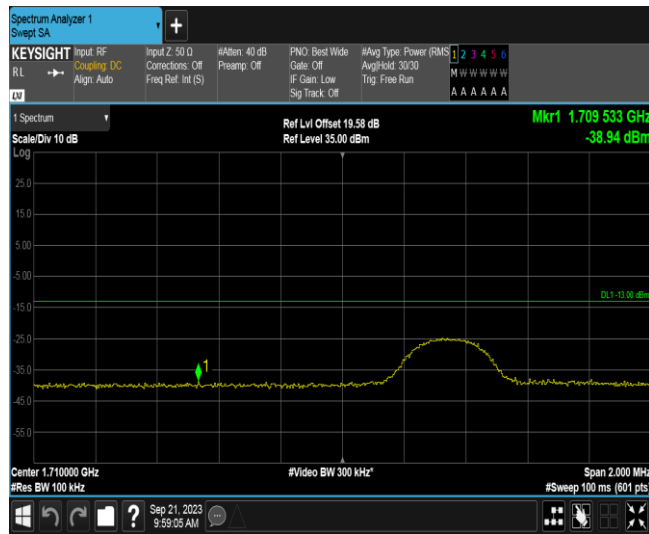 Spectrum Analyzer 1
Swept SA
+
KEYSIGHT
RL
LXI
Input: RF
Coupling: DC
Align: Auto
Input Z: 50 Ω
Corrections: Off
Freq Ref: Int (S)
#Atten: 40 dB
Preamp: Off
PNO: Best Wide
Gate: Off
IF Gain: Low
Sig Track: Off
#Avg Type: Power (RMS
Avg|Hold: 30/30
Trig: Free Run
1 2 3 4 5 6
M W W W W W
A A A A A A
1 Spectrum
Scale/Div 10 dB
Log
Ref Lvl Offset 19.58 dB
Ref Level 35.00 dBm
Mkr1 1.709 533 GHz
-38.94 dBm
25.0
15.0
5.00
-5.00
DL1 -13.00 dBm
-15.0
-25.0
1
-35.0
-45.0
-55.0
Center 1.710000 GHz
#Res BW 100 kHz
#Video BW 300 kHz*
Span 2.000 MHz
#Sweep 100 ms (601 pts
?
Sep 21, 2023
9:59:05 AM